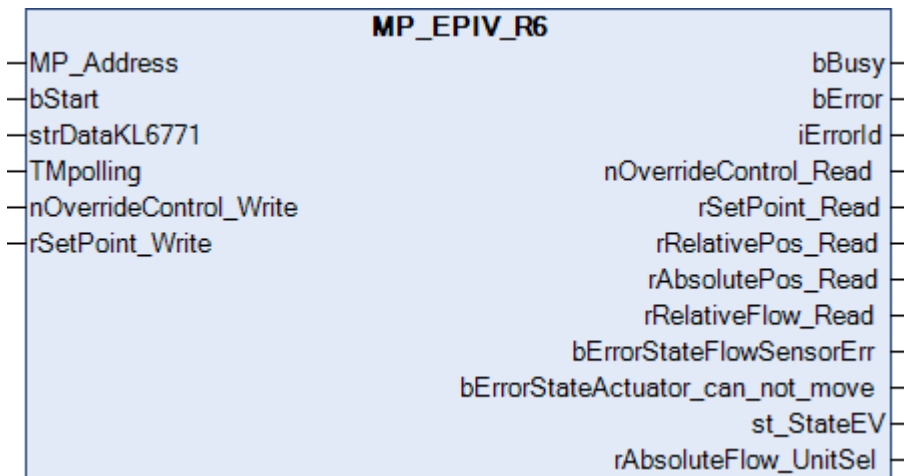 MP_EPIV_R6
MP_Address bBusy
bStart bError
strDataKL6771 iErrorId
TMpolling nOverrideControl_Read
nOverrideControl_Write rSetPoint_Read
rSetPoint_Write rRelativePos_Read
rAbsolutePos_Read
rRelativeFlow_Read
bErrorStateFlowSensorErr
bErrorStateActuator_can_not_move
st_StateEV
rAbsoluteFlow_UnitSel